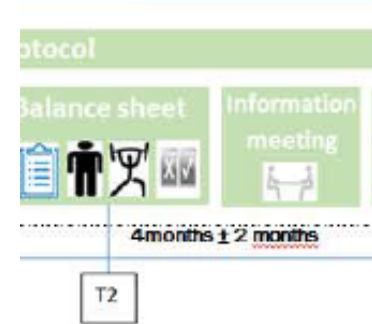 otocol
Balance sheet
Information
meeting
X
4months ± 2 months
T2